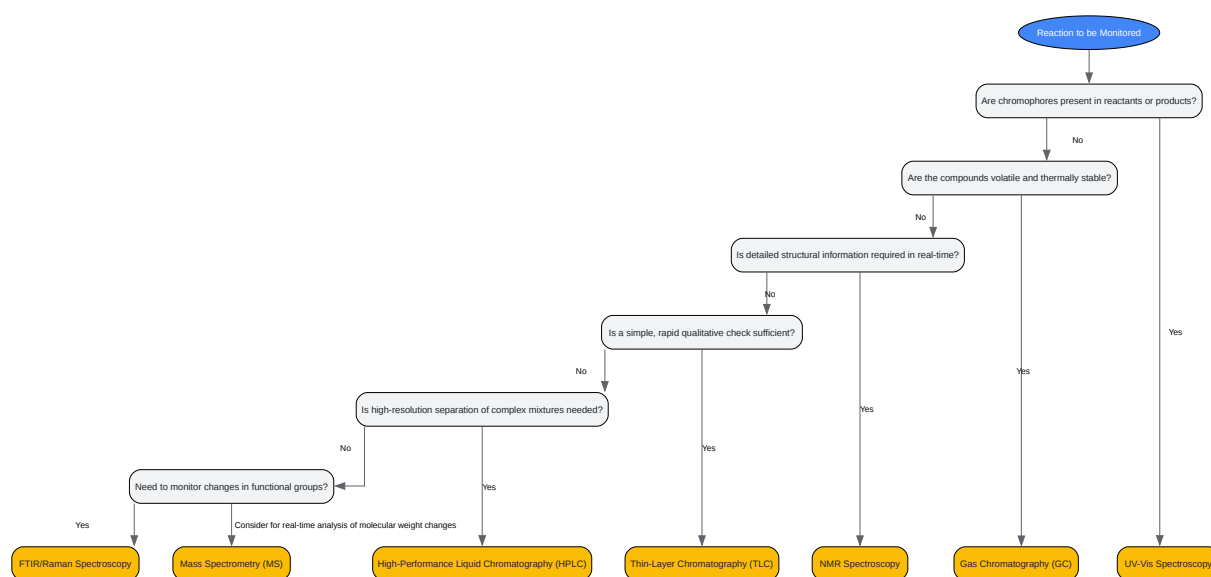 Reaction to be Monitored
Are chromophores present in reactants or products?
No
Are the compounds volatile and thermally stable?
No
Is detailed structural information required in real-time?
No
Is a simple, rapid qualitative check sufficient?
Yes
No
Yes
Is high-resolution separation of complex mixtures needed?
Yes
No
Yes
Need to monitor changes in functional groups?
Yes
Yes
Consider for real-time analysis of molecular weight changes
FTIR/Raman Spectroscopy
Mass Spectrometry (MS)
High-Performance Liquid Chromatography (HPLC)
Thin-Layer Chromatography (TLC)
NMR Spectroscopy
Gas Chromatography (GC)
UV-Vis Spectroscopy